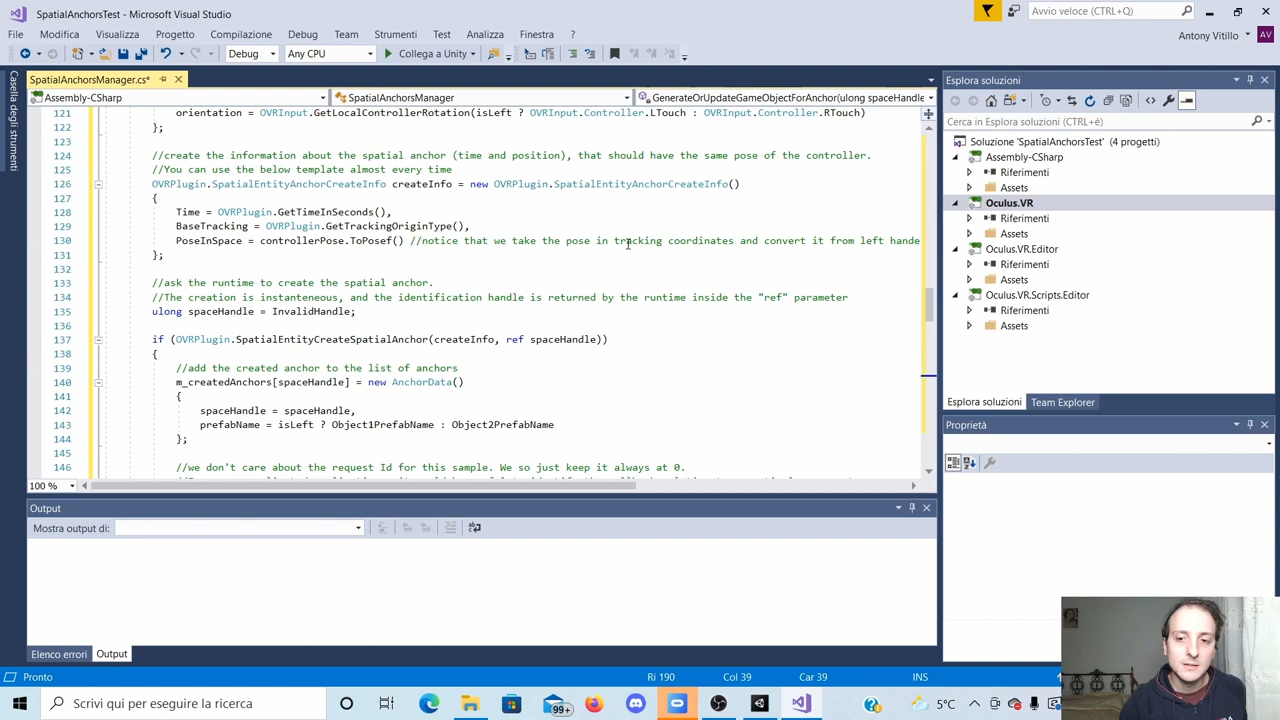 SpatialAnchorsTest - Microsoft Visual Studio
Avvio veloce (CTRL+Q)
File Modifica Visualizza Progetto Compilazione Debug Team Strumenti Test Analizza Finestra ?
Antony Vitillo AV
Debug Any CPU Collega a Unity
Casella degli strumenti
SpatialAnchorsManager.cs*
Assembly-CSharp SpatialAnchorsManager GenerateOrUpdateGameObjectForAnchor(ulong spaceHandle
121 orientation = OVRInput.GetLocalControllerRotation(isLeft ? OVRInput.Controller.LTouch : OVRInput.Controller.RTouch)
122 };
123
124 //create the information about the spatial anchor (time and position), that should have the same pose of the controller.
125 //You can use the below template almost every time
126 OVRPlugin.SpatialEntityAnchorCreateInfo createInfo = new OVRPlugin.SpatialEntityAnchorCreateInfo()
127 {
128 Time = OVRPlugin.GetTimeInSeconds(),
129 BaseTracking = OVRPlugin.GetTrackingOriginType(),
130 PoseInSpace = controllerPose.ToPosef() //notice that we take the pose in tracking coordinates and convert it from left hande
131 };
132
133 //ask the runtime to create the spatial anchor.
134 //The creation is instanteneous, and the identification handle is returned by the runtime inside the "ref" parameter
135 ulong spaceHandle = InvalidHandle;
136
137 if (OVRPlugin.SpatialEntityCreateSpatialAnchor(createInfo, ref spaceHandle))
138 {
139 //add the created anchor to the list of anchors
140 m_createdAnchors[spaceHandle] = new AnchorData()
141 {
142 spaceHandle = spaceHandle,
143 prefabName = isLeft ? Object1PrefabName : Object2PrefabName
144 };
145
146 //we don't care about the request Id for this sample. We so just keep it always at 0.
100 %
Output
Mostra output di:
Elenco errori Output
Esplora soluzioni
Cerca in Esplora soluzioni (CTRL+è)
Soluzione 'SpatialAnchorsTest' (4 progetti)
Assembly-CSharp
Riferimenti
Assets
Oculus.VR
Riferimenti
Assets
Oculus.VR.Editor
Riferimenti
Assets
Oculus.VR.Scripts.Editor
Riferimenti
Assets
Esplora soluzioni Team Explorer
Proprietà
Pronto Ri 190 Col 39 Car 39 INS
Scrivi qui per eseguire la ricerca
99+
5°C